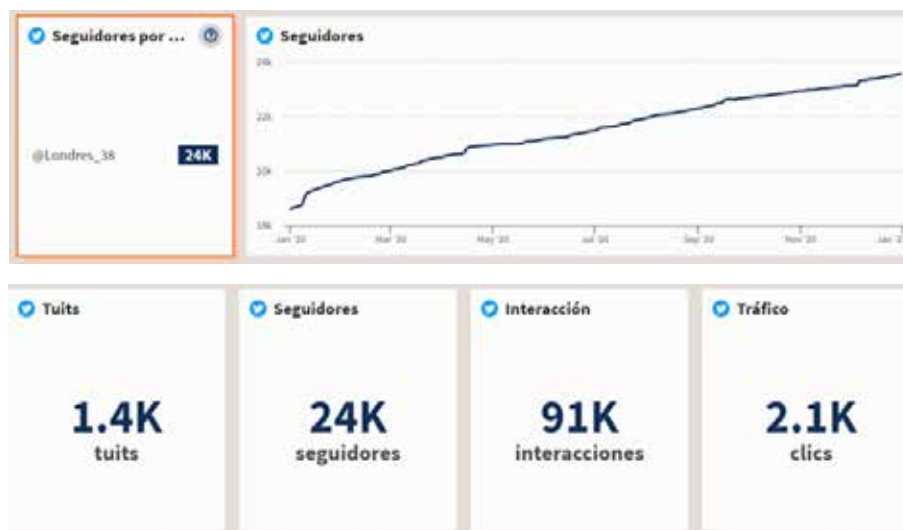 Seguidores por ...
Seguidores
24k
22k
@Londres_38
24K
20k
18k
Jan '20
Mar '20
May '20
Jul '20
Sep '20
Nov '20
Tuits
Seguidores
Interacción
Tráfico
1.4K
24K
91K
2.1K
tuits
seguidores
interacciones
clics